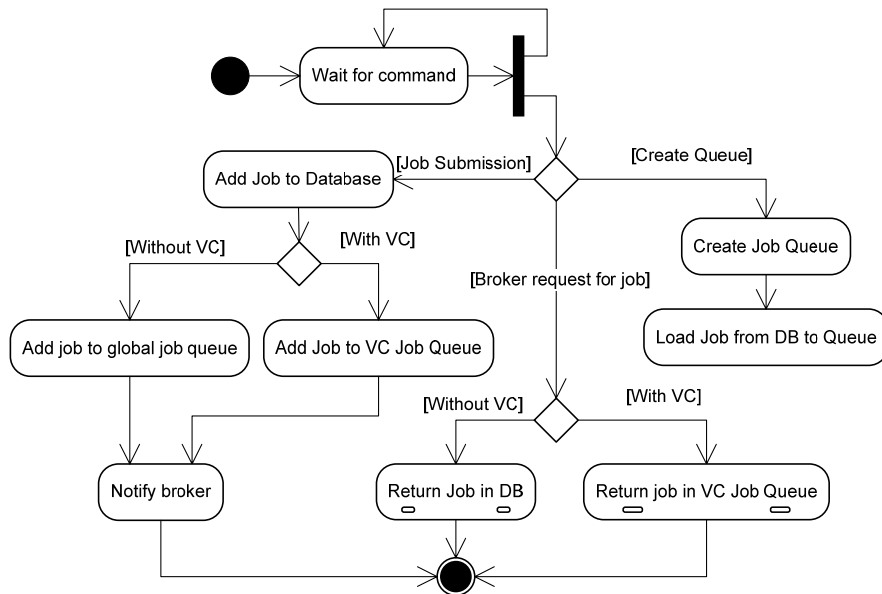 Wait for command
[Job Submission]
[Create Queue]
Add Job to Database
[Without VC]
[With VC]
Create Job Queue
[Broker request for job]
Add job to global job queue
Add Job to VC Job Queue
Load Job from DB to Queue
[Without VC]
[With VC]
Notify broker
Return Job in DB
Return job in VC Job Queue